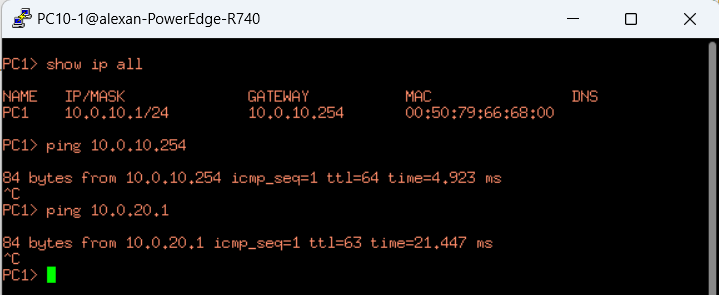 PC10-1@alexan-PowerEdge-R740
PC1> show ip all
NAME IP/MASK GATEWAY MAC DNS
PC1 10.0.10.1/24 10.0.10.254 00:50:79:66:68:00
PC1> ping 10.0.10.254
84 bytes from 10.0.10.254 icmp_seq=1 ttl=64 time=4.923 ms
^C
PC1> ping 10.0.20.1
84 bytes from 10.0.20.1 icmp_seq=1 ttl=63 time=21.447 ms
^C
PC1>